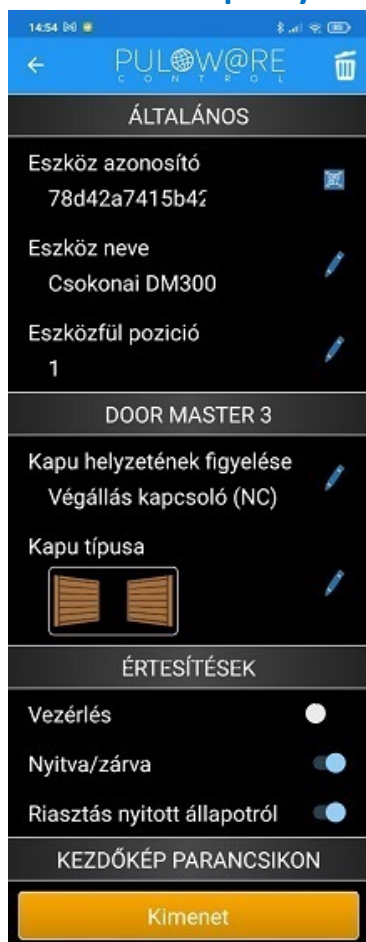 14:54
PULOW@RE
CONTROL
ÁLTALÁNOS
Eszköz azonosító
78d42a7415b42
Eszköz neve
Csokonai DM300
Eszközfül pozició
1
DOOR MASTER 3
Kapu helyzetének figyelése
Végállás kapcsoló (NC)
Kapu típusa
ÉRTESÍTÉSEK
Vezérlés
Nyitva/zárva
Riasztás nyitott állapotról
KEZDŐKÉP PARANCSIKON
Kimenet